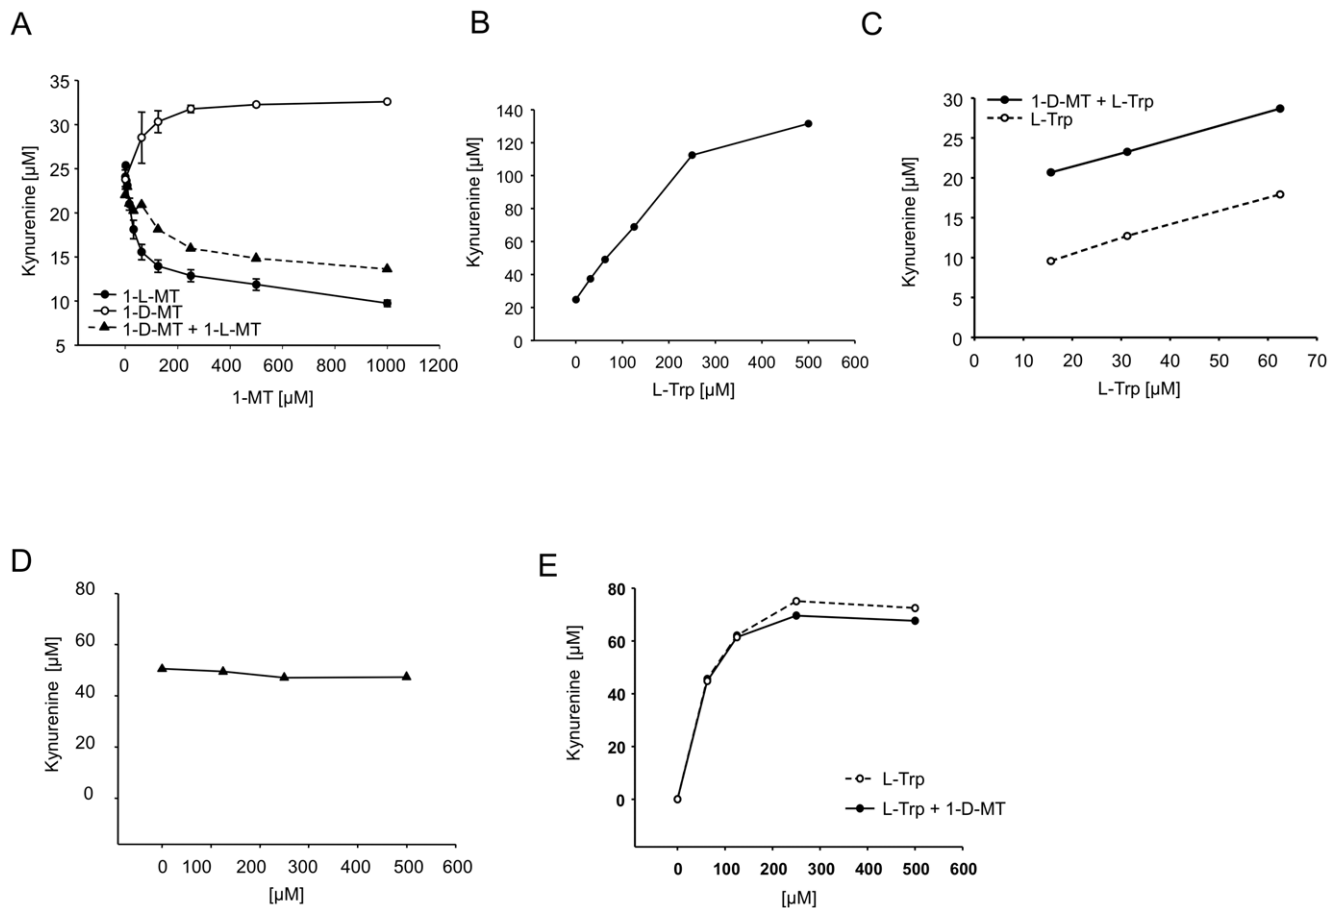 A
35
30
25
20
15
10
5
Kynurenine [µM]
1-L-MT
1-D-MT
1-D-MT + 1-L-MT
0 200 400 600 800 1000 1200
1-MT [µM]
B
140
120
100
80
60
40
20
0
Kynurenine [µM]
0 100 200 300 400 500 600
L-Trp [µM]
C
30
25
20
15
10
5
0
Kynurenine [µM]
1-D-MT + L-Trp
L-Trp
0 10 20 30 40 50 60 70
L-Trp [µM]
D
80
60
40
20
0
Kynurenine [µM]
0 100 200 300 400 500 600
[µM]
E
80
60
40
20
0
Kynurenine [µM]
L-Trp
L-Trp + 1-D-MT
0 100 200 300 400 500 600
[µM]